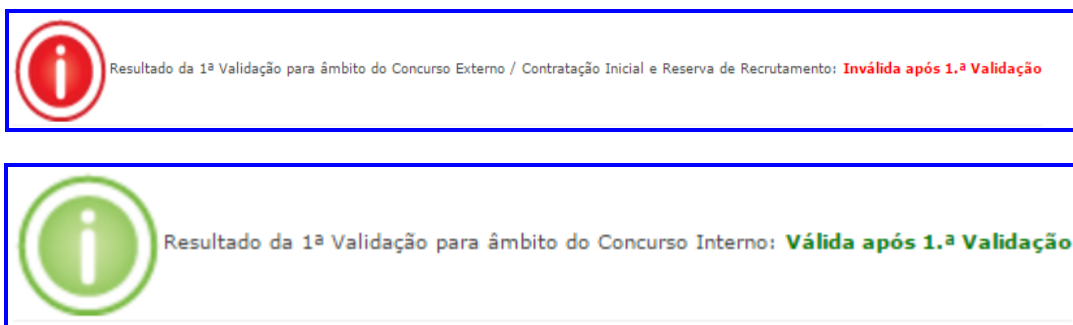 Resultado da 1ª Validação para âmbito do Concurso Externo / Contratação Inicial e Reserva de Recrutamento: Inválida após 1.ª Validação
Resultado da 1ª Validação para âmbito do Concurso Interno: Válida após 1.ª Validação